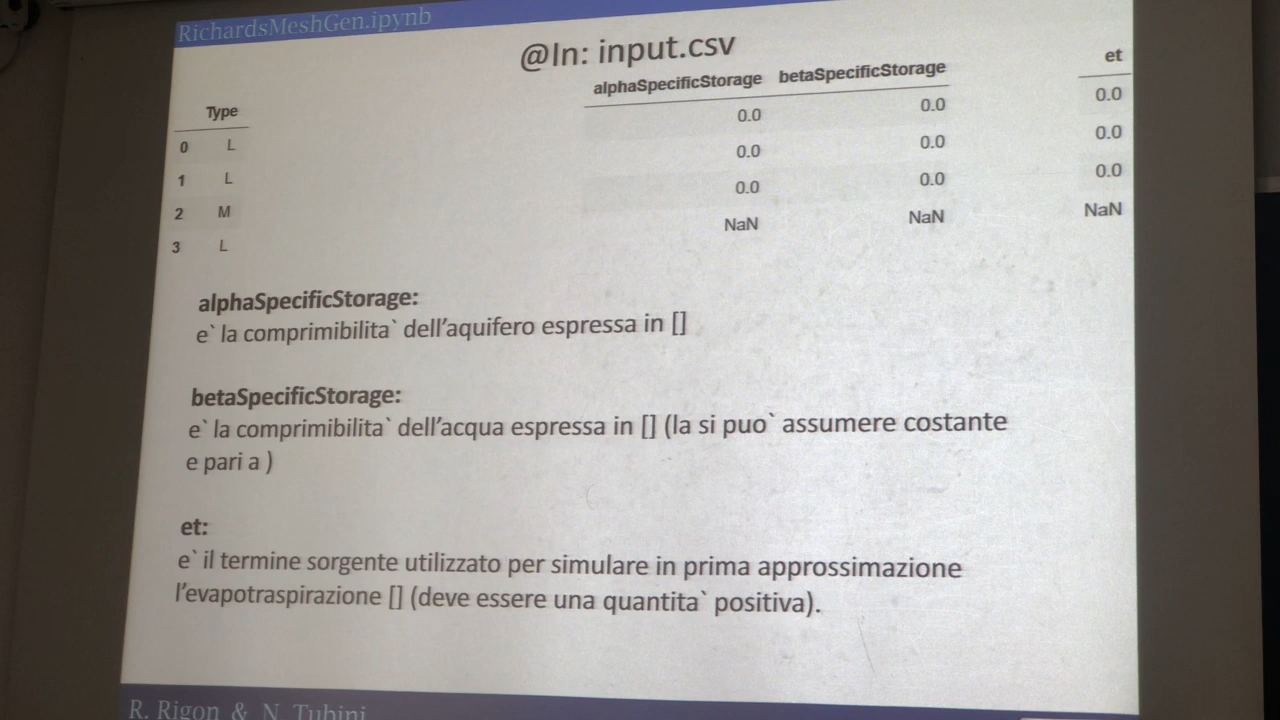 RichardsMeshGen.ipynb
@In: input.csv
Type alphaSpecificStorage betaSpecificStorage et
0 L 0.0 0.0 0.0
1 L 0.0 0.0 0.0
2 M 0.0 0.0 0.0
3 L NaN NaN NaN
alphaSpecificStorage:
e` la comprimibilita` dell’aquifero espressa in []
betaSpecificStorage:
e` la comprimibilita` dell’acqua espressa in [] (la si puo` assumere costante
e pari a )
et:
e` il termine sorgente utilizzato per simulare in prima approssimazione
l’evapotraspirazione [] (deve essere una quantita` positiva).
R. Rigon & N. Tubini